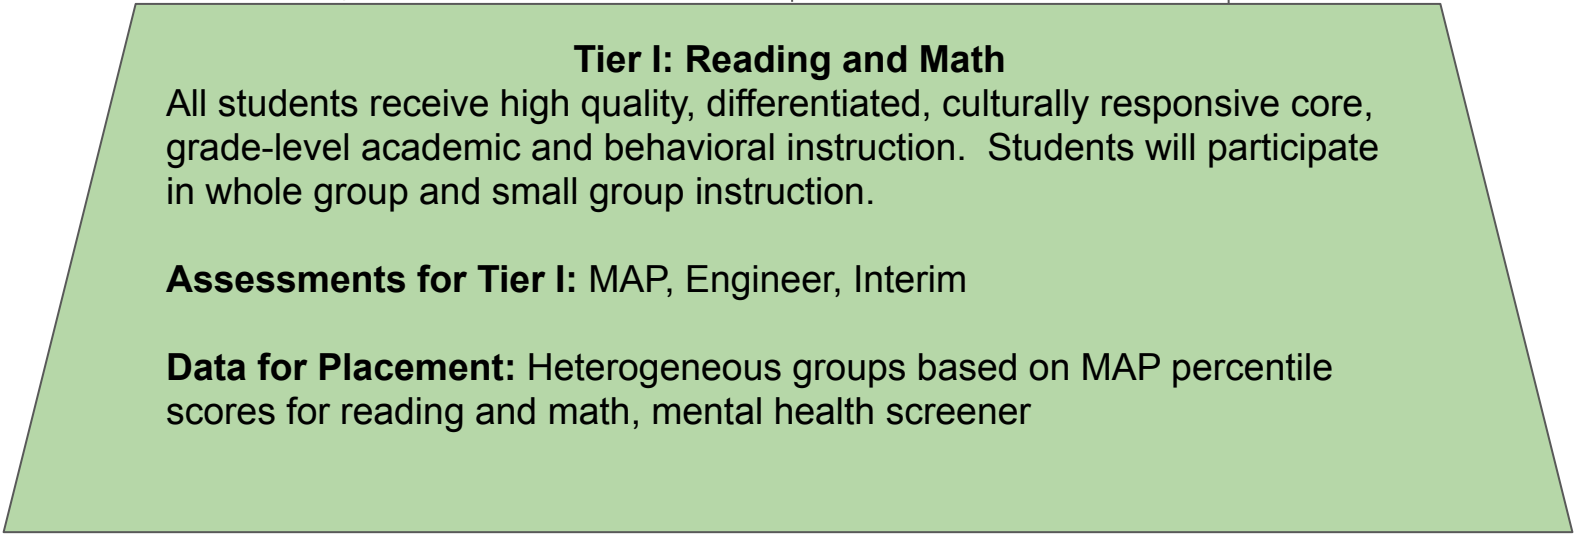 Tier I: Reading and Math
All students receive high quality, differentiated, culturally responsive core,
grade-level academic and behavioral instruction.  Students will participate
in whole group and small group instruction.
Assessments for Tier I: MAP, Engineer, Interim
Data for Placement: Heterogeneous groups based on MAP percentile
scores for reading and math, mental health screener